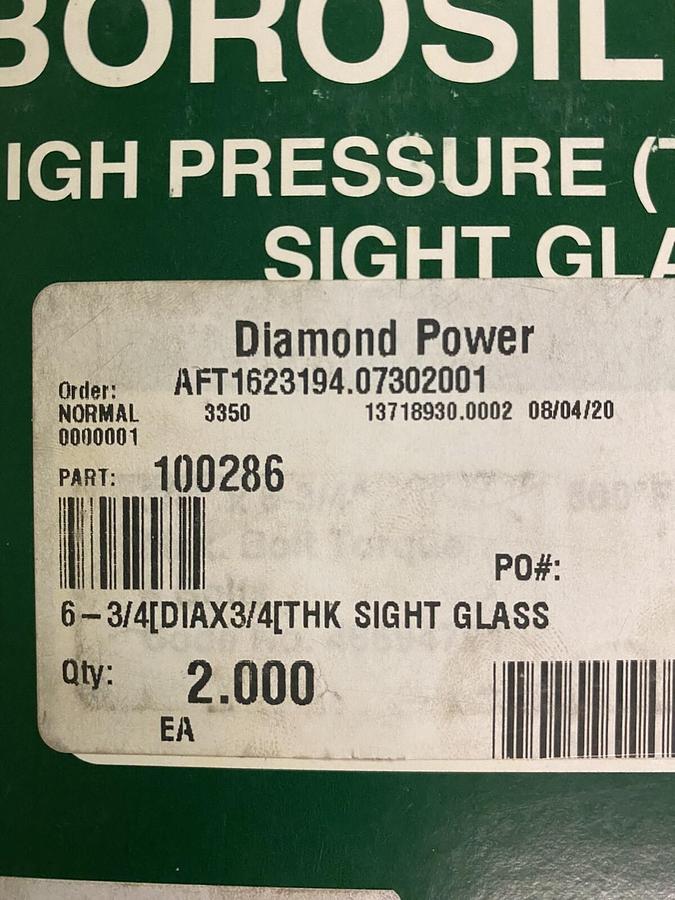 BOROSIL
IGH PRESSURE (T
SIGHT GLA
Diamond Power
Order: AFT1623194.07302001
NORMAL 3350 13718930.0002 08/04/20
0000001
PART: 100286
PO#:
6-3/4[DIAX3/4[THK SIGHT GLASS
Qty: 2.000
EA